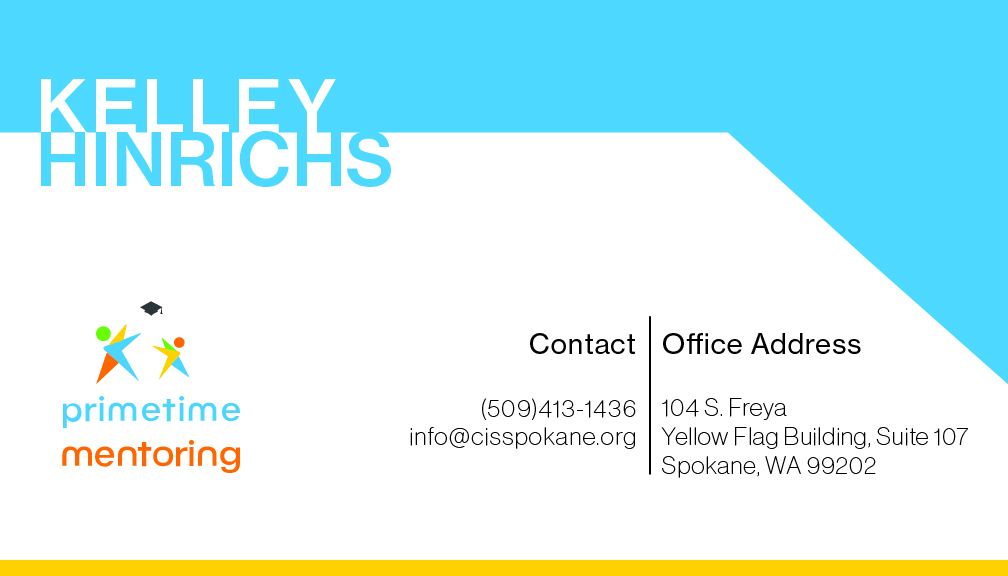 KELLEY
HINRICHS
primetime
mentoring
Contact
(509)413-1436
info@cisspokane.org
Office Address
104 S. Freya
Yellow Flag Building, Suite 107
Spokane, WA 99202